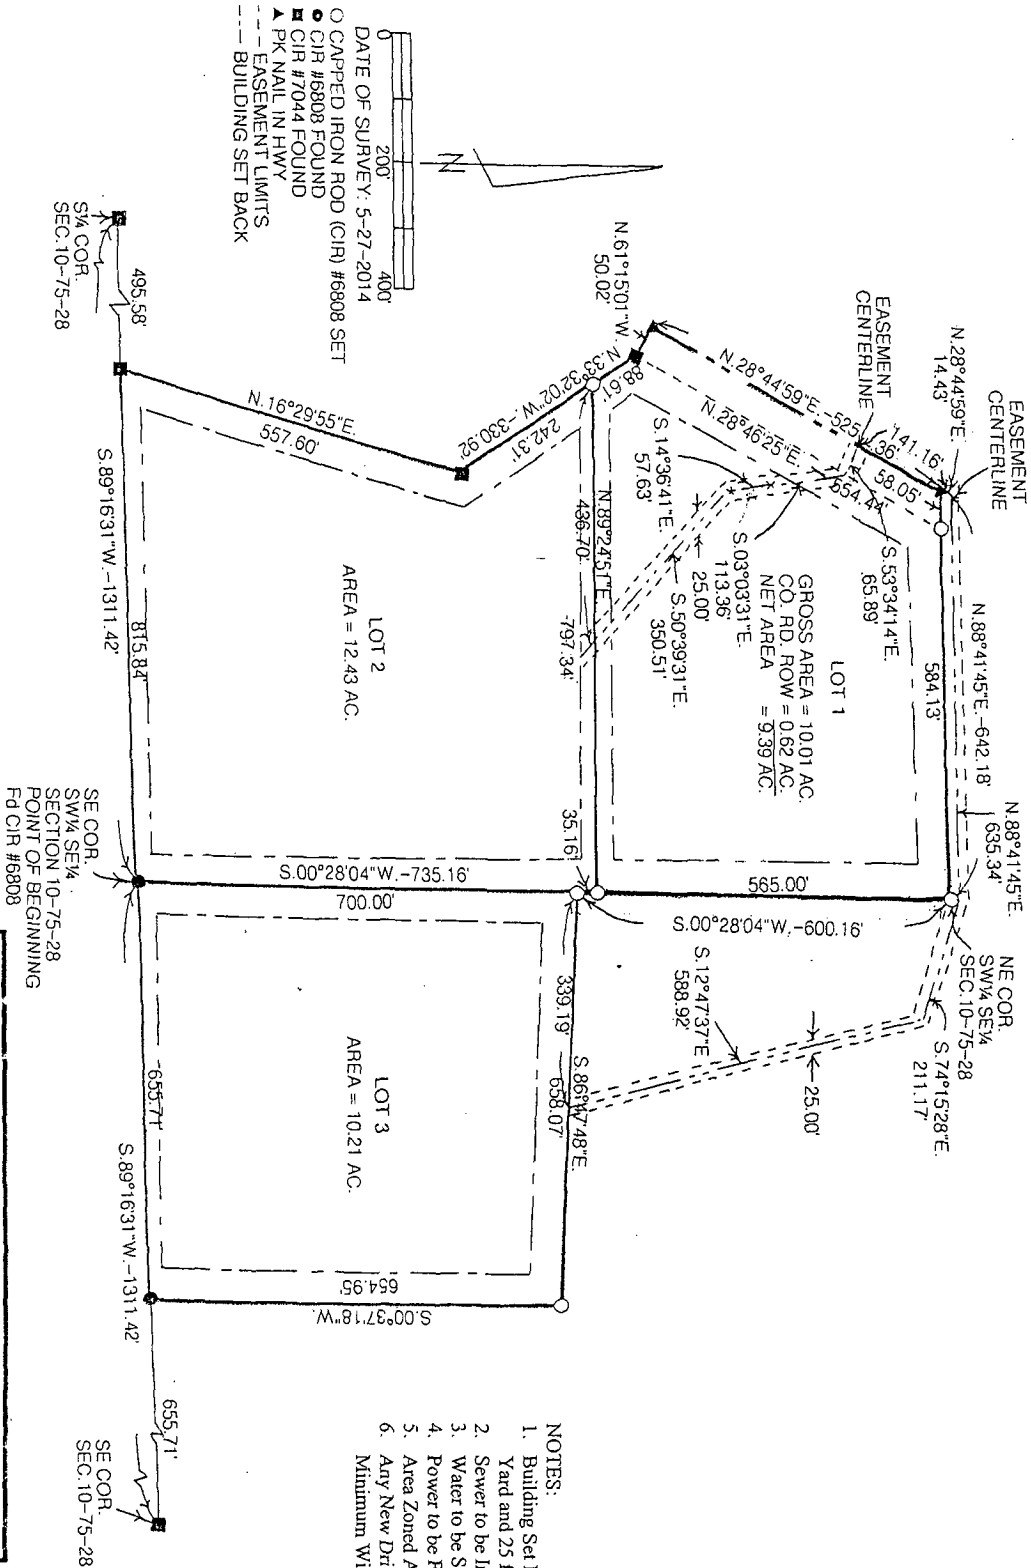 DATE OF SURVEY: 5-27-2014
○ CAPPED IRON ROD (CIR) #6808 SET
● CIR #6808 FOUND
■ CIR #7044 FOUND
▲ PK NAIL IN HWY
--- EASEMENT LIMITS
--- BUILDING SET BACK
0 200' 400'
N
EASEMENT
CENTERLINE
N.28°44'59"E.
14.43'
EASEMENT
CENTERLINE
141.16'
58.05'
N.28°44'59"E.-525.36'
N.28°46'25"E.
554.44'
N.61°15'01"W.
50.02'
88.61'
N.33°32'02"W.-330.92'
242.31'
N.88°41'45"E.-642.18'
584.13'
N.88°41'45"E.
635.34'
NE COR.
SW¼ SE¼
SEC.10-75-28
S.74°15'28"E.
211.17'
S.53°34'14"E.
65.89'
LOT 1
GROSS AREA = 10.01 AC.
CO. RD. ROW = 0.62 AC.
NET AREA = 9.39 AC.
S.03°03'31"E.
113.36'
25.00'
S.14°36'41"E.
57.63'
S.50°39'31"E.
350.51'
N.89°24'51"E.
-797.34'
436.70'
565.00'
S.00°28'04"W.-600.16'
S.12°47'37"E
588.92'
25.00'
35.16'
339.19'
S.86°47'48"E.
658.07'
N.16°29'55"E.
557.60'
LOT 2
AREA = 12.43 AC.
S.00°28'04"W.-735.16'
700.00'
LOT 3
AREA = 10.21 AC.
654.95'
S.00°37'18"W.
495.58'
S¼ COR.
SEC.10-75-28
815.84'
S.89°16'31"W.-1311.42'
SE COR.
SW¼ SE¼
SECTION 10-75-28
POINT OF BEGINNING
Fd CIR #6808
655.71'
S.89°16'31"W.-1311.42'
655.71'
SE COR.
SEC.10-75-28
NOTES:
1. Building Set
Yard and 25
2. Sewer to be
3. Water to be
4. Power to be
5. Area Zoned
6. Any New
Minimum